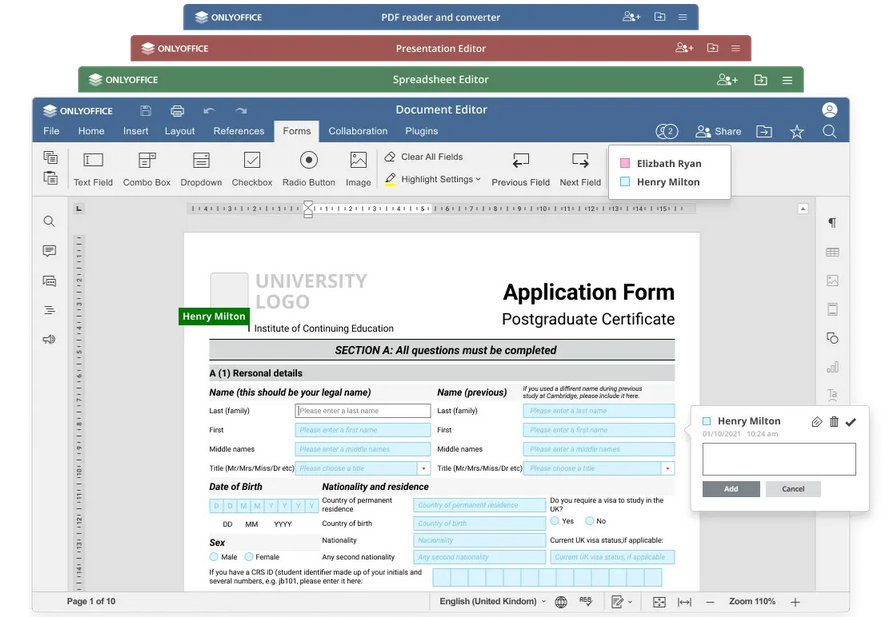 ONLYOFFICE PDF reader and converter
ONLYOFFICE Presentation Editor
ONLYOFFICE Spreadsheet Editor
ONLYOFFICE Document Editor
File Home Insert Layout References Forms Collaboration Plugins 2 Share
Text Field Combo Box Dropdown Checkbox Radio Button Image
Clear All Fields
Highlight Settings
Previous Field Next Field
Elizbath Ryan
Henry Milton
UNIVERSITY
LOGO
Henry Milton
Institute of Continuing Education
Application Form
Postgraduate Certificate
SECTION A: All questions must be completed
A (1) Rersonal details
Name (this should be your legal name)
Name (previous)
If you used a diffrent name during previous
study at Cambridge, please include it here.
Last (family) Please enter a last name Last (family) Please enter a last name
First Please enter a first name First Please enter a first name
Middle names Please enter a middle names Middle names Please enter a middle names
Title (Mr/Mrs/Miss/Dr etc) Please choose a title Title (Mr/Mrs/Miss/Dr etc) Please choose a title
Date of Birth
D D M M Y Y Y Y
DD MM YYYY
Sex
Male Female
Nationality and residence
Country of permanent
residence
Country of permanent residence
Country of birth Country of birth
Nationality Nacionality
Any second nationality Any second nationality
Do you require a visa to study in the
UK?
Yes No
Current UK visa status,if applicable:
Current UK visa status, if applicable
If you have a CRS ID (student identifier made up of your initials and
several numbers, e.g. jb101, please enter it here:
Henry Milton
01/10/2021 10:24 am
Add Cancel
Page 1 of 10 English (United Kindom) Zoom 110%